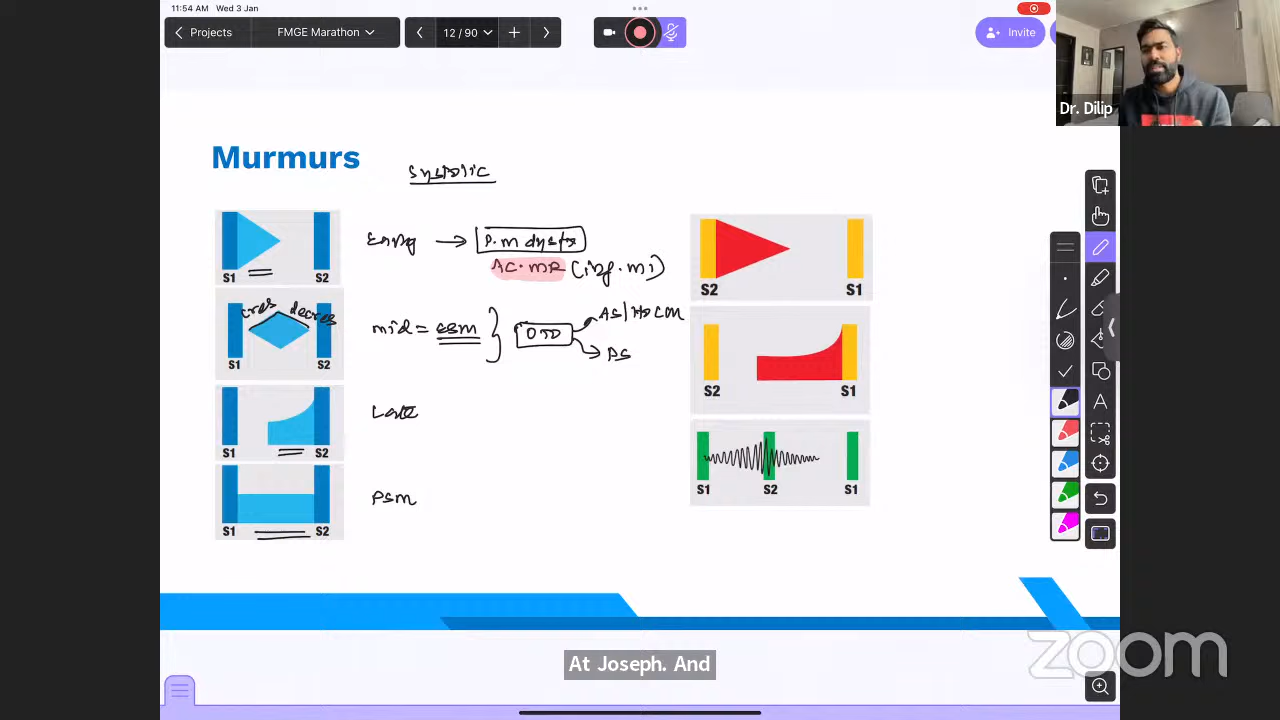 11:54 AM Wed 3 Jan
Projects
FMGE Marathon
12 / 90
Invite
Dr. Dilip
Murmurs
Systolic
S1 S2
Early → P.m dysfx
AC. MR (inf. mi)
cres decres
S1 S2
mid = esm } OTO
AS | HOCM
PS
S1 S2
Late
S1 S2
PSM
S2 S1
S2 S1
S1 S2 S1
At Joseph. And
zoom